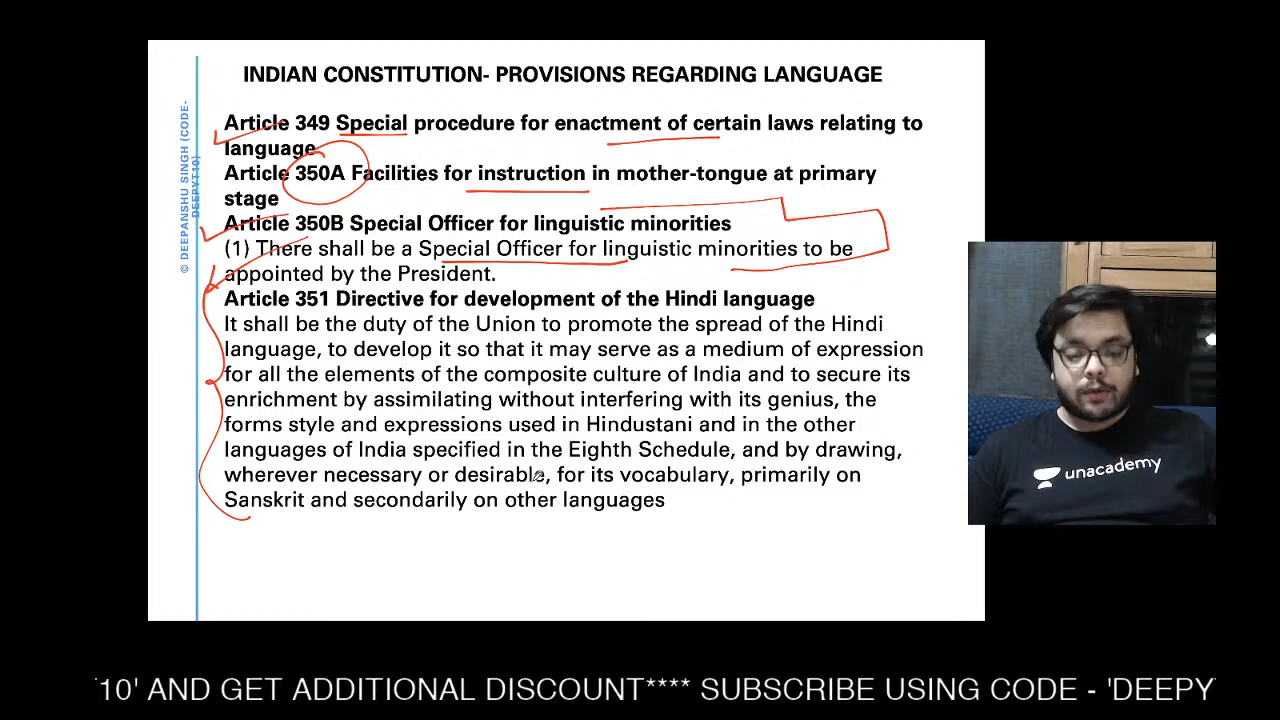 INDIAN CONSTITUTION- PROVISIONS REGARDING LANGUAGE
© DEEPANSHU SINGH (CODE-
DEEPYT10)
Article 349 Special procedure for enactment of certain laws relating to
language
Article 350A Facilities for instruction in mother-tongue at primary
stage
Article 350B Special Officer for linguistic minorities
(1) There shall be a Special Officer for linguistic minorities to be
appointed by the President.
Article 351 Directive for development of the Hindi language
It shall be the duty of the Union to promote the spread of the Hindi
language, to develop it so that it may serve as a medium of expression
for all the elements of the composite culture of India and to secure its
enrichment by assimilating without interfering with its genius, the
forms style and expressions used in Hindustani and in the other
languages of India specified in the Eighth Schedule, and by drawing,
wherever necessary or desirable, for its vocabulary, primarily on
Sanskrit and secondarily on other languages
unacademy
'10' AND GET ADDITIONAL DISCOUNT**** SUBSCRIBE USING CODE - 'DEEPY